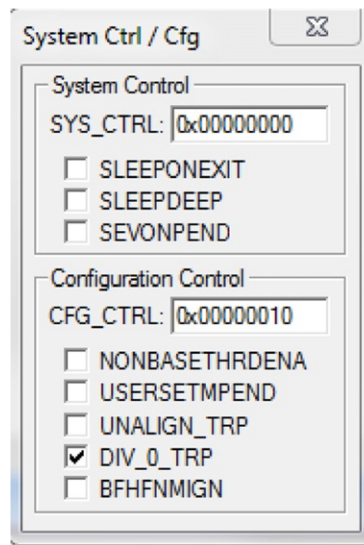 System Ctrl / Cfg
System Control
SYS_CTRL: 0x00000000
SLEEPONEXIT
SLEEPDEEP
SEVONPEND
Configuration Control
CFG_CTRL: 0x00000010
NONBASETHRDENA
USERSETMPEND
UNALIGN_TRP
DIV_0_TRP
BFHFNMIGN